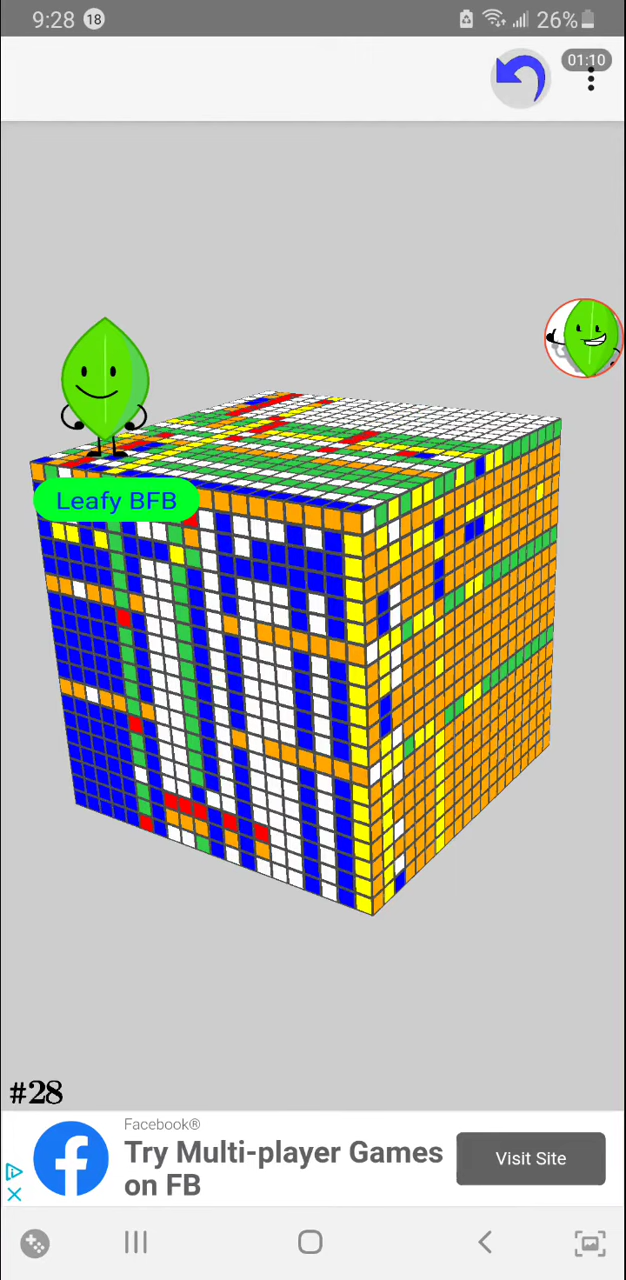 9:28 18 26%
01:10
Leafy BFB
#28
Facebook®
Try Multi-player Games
on FB
Visit Site